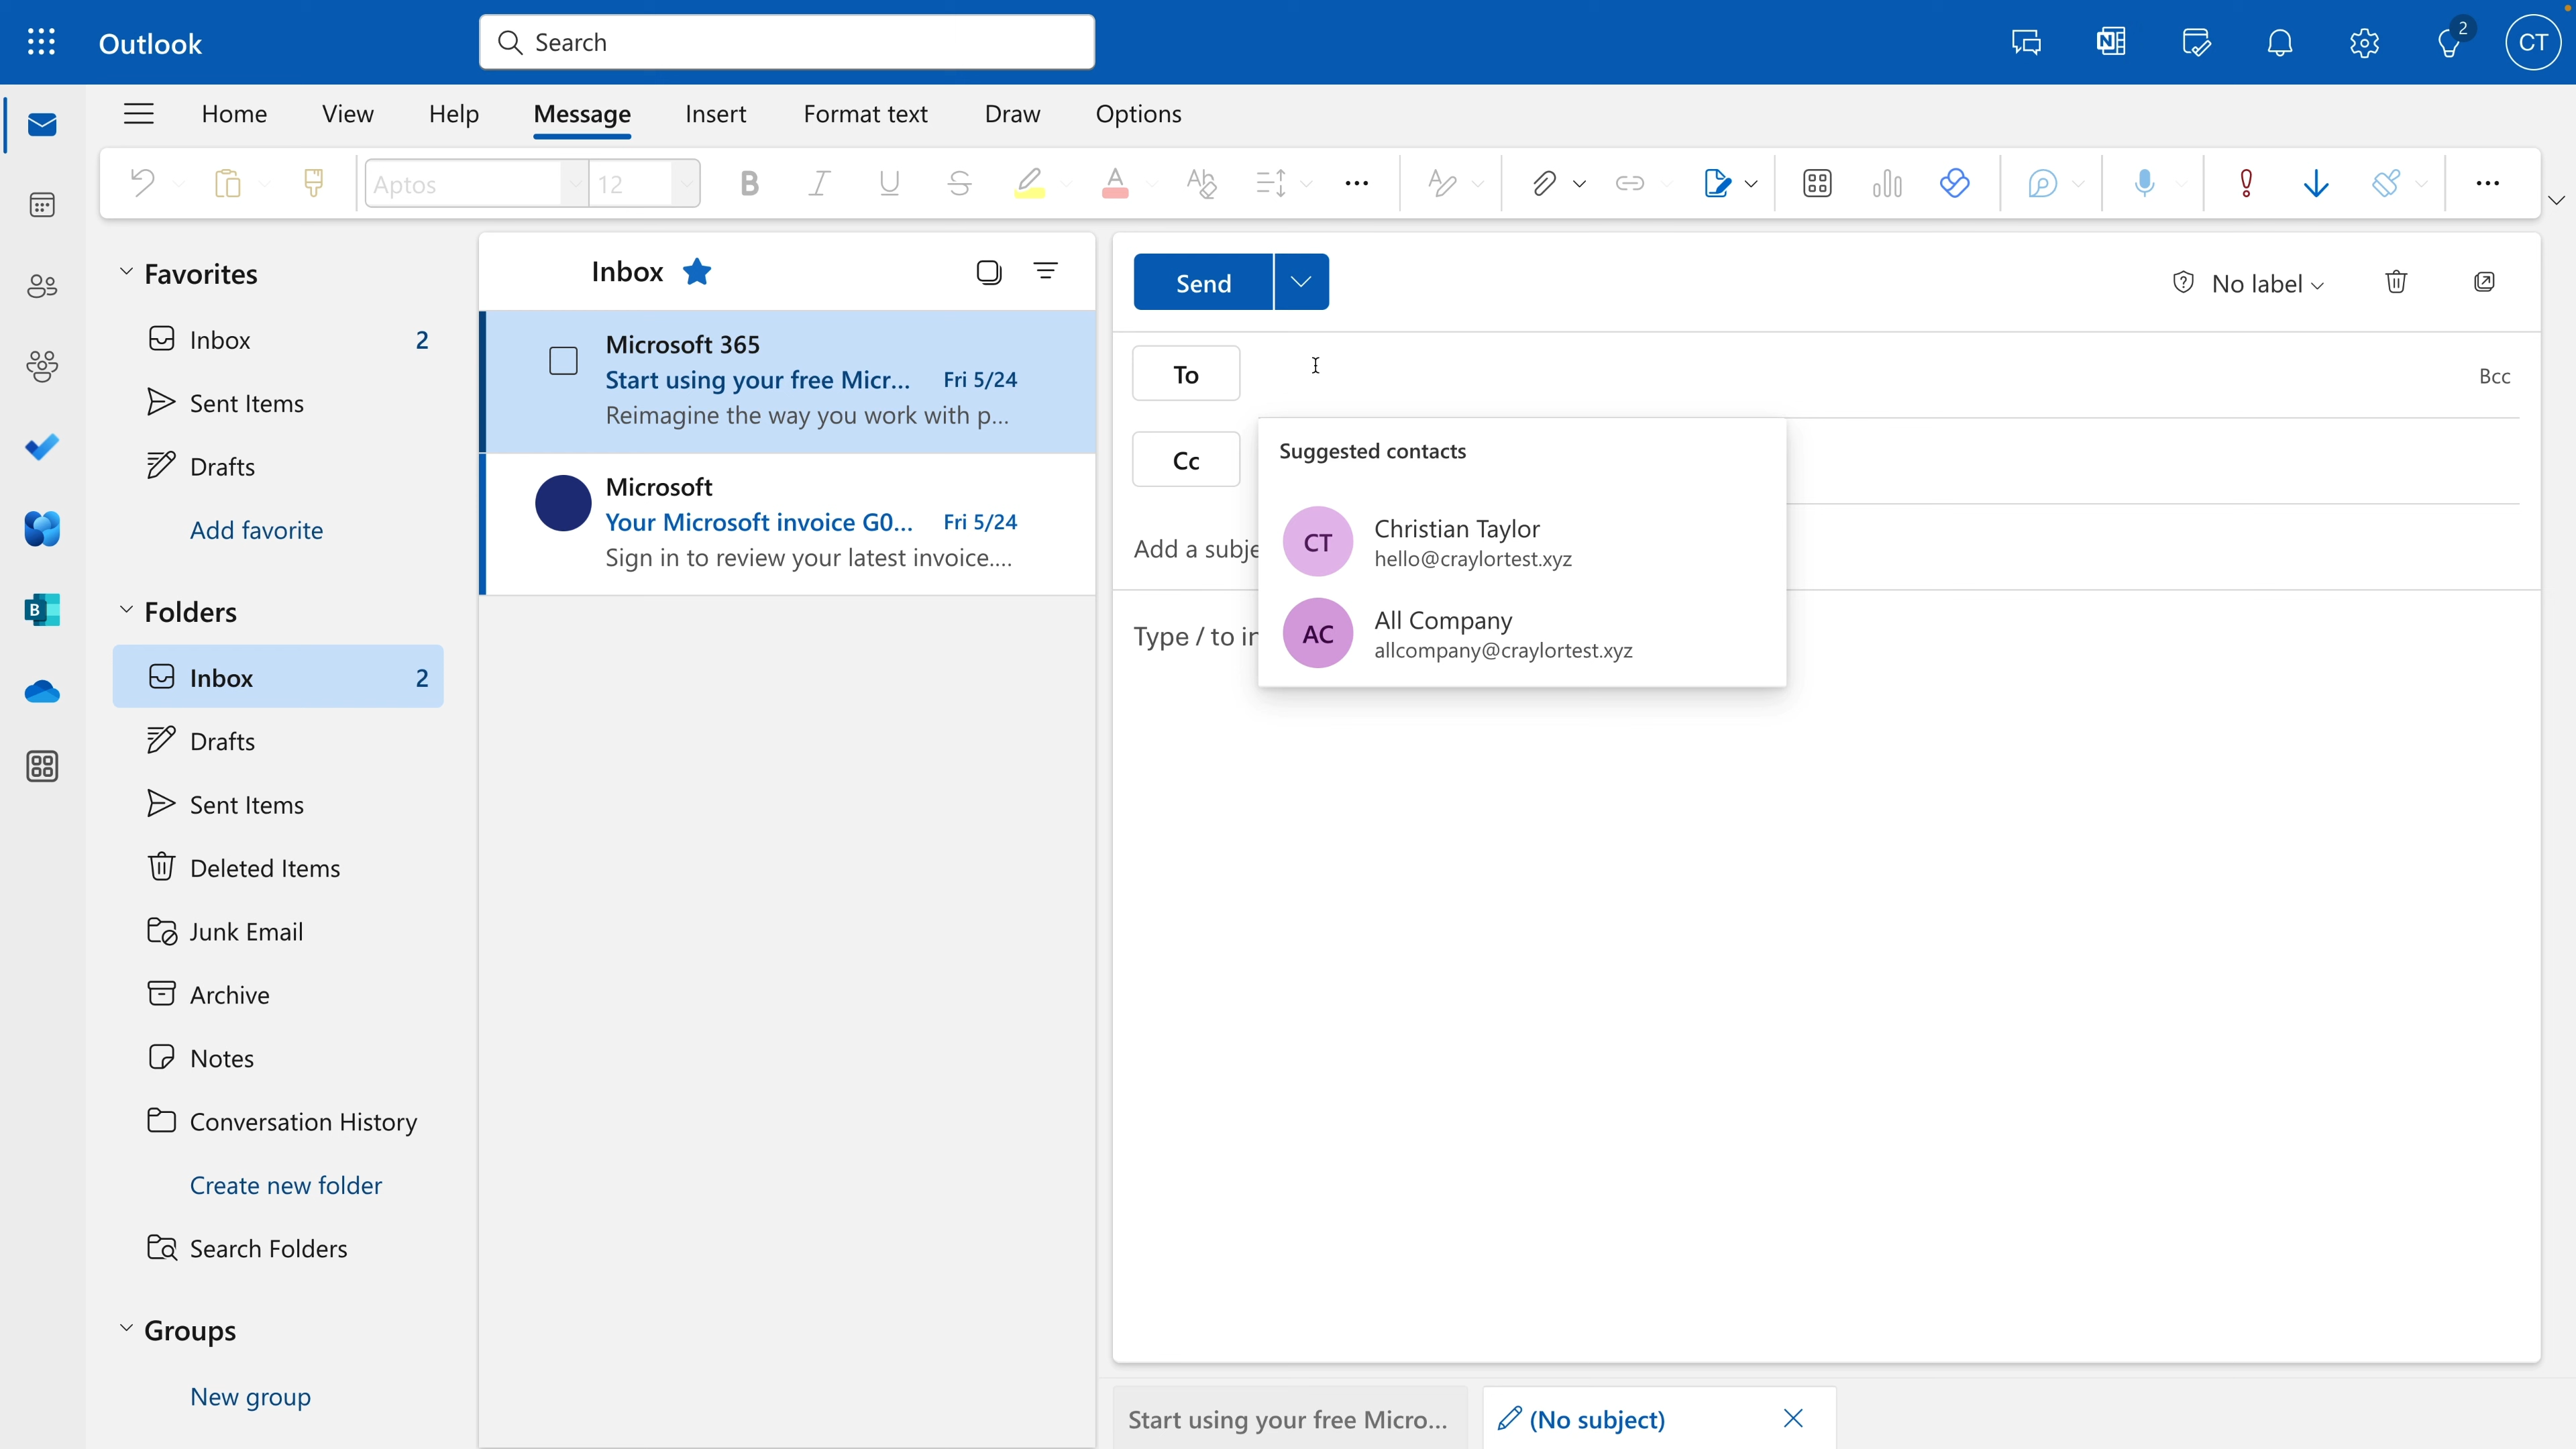 Outlook
Search
2
CT
Home View Help Message Insert Format text Draw Options
Aptos 12
Favorites
Inbox 2
Sent Items
Drafts
Add favorite
Folders
Inbox 2
Drafts
Sent Items
Deleted Items
Junk Email
Archive
Notes
Conversation History
Create new folder
Search Folders
Groups
New group
Inbox
Microsoft 365
Start using your free Micr... Fri 5/24
Reimagine the way you work with p...
Microsoft
Your Microsoft invoice G0... Fri 5/24
Sign in to review your latest invoice....
Send
No label
To
Bcc
Cc
Add a subje
Type / to in
Suggested contacts
CT
Christian Taylor
hello@craylortest.xyz
AC
All Company
allcompany@craylortest.xyz
Start using your free Micro...
(No subject)